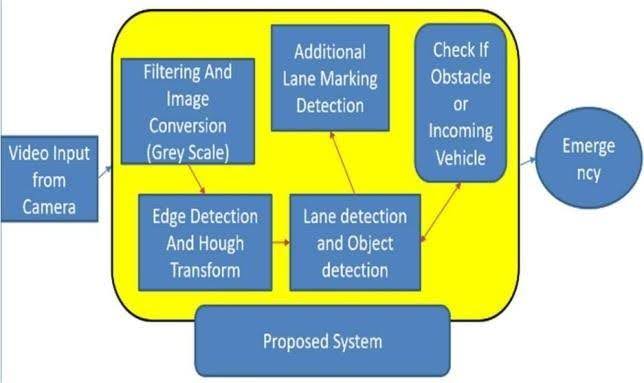 Video Input
from
Camera
Filtering And
Image
Conversion
(Grey Scale)
Edge Detection
And Hough
Transform
Lane detection
and Object
detection
Additional
Lane Marking
Detection
Check If
Obstacle
or
Incoming
Vehicle
Emerge
ncy
Proposed System